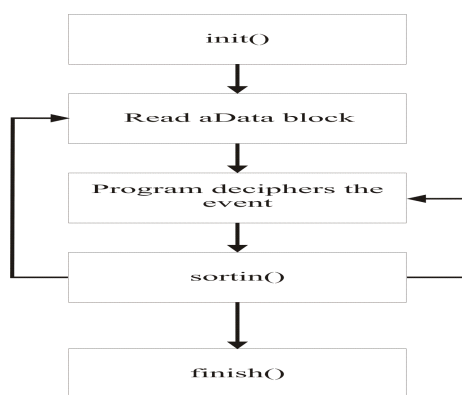 init()
Read aData block
Program deciphers the
event
sortin()
finish()